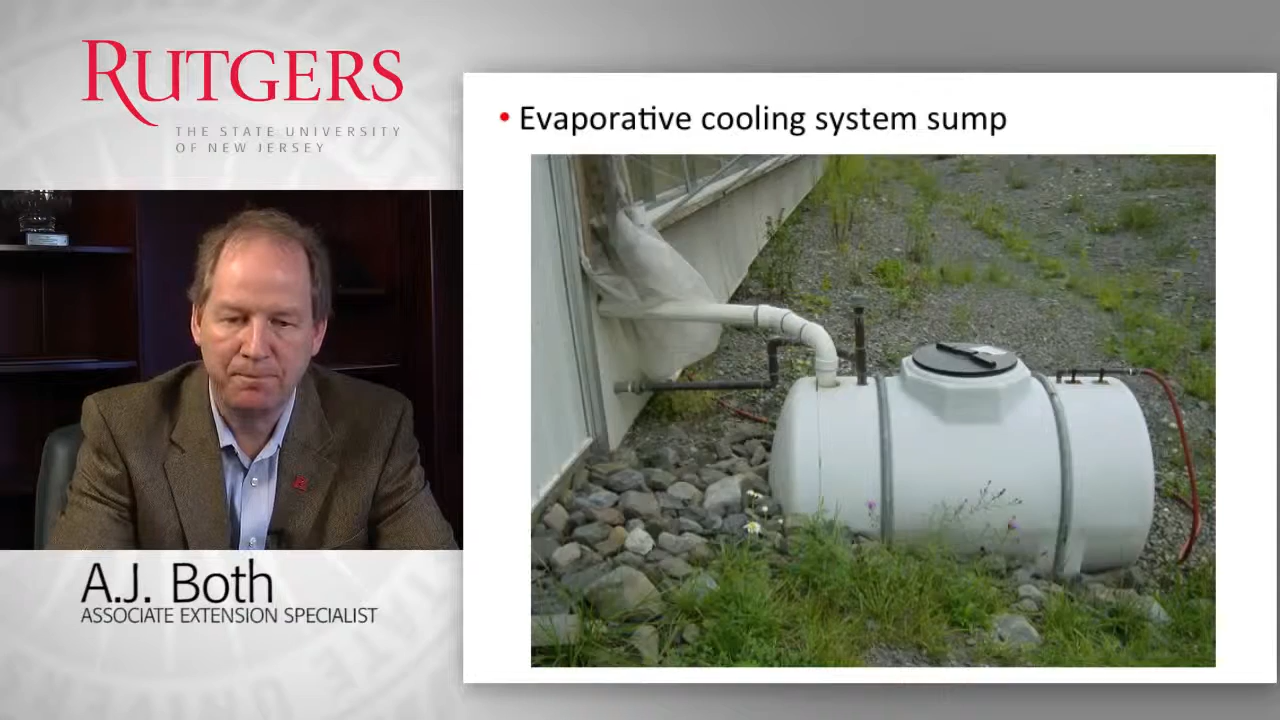 RUTGERS
THE STATE UNIVERSITY
OF NEW JERSEY
• Evaporative cooling system sump
A.J. Both
ASSOCIATE EXTENSION SPECIALIST